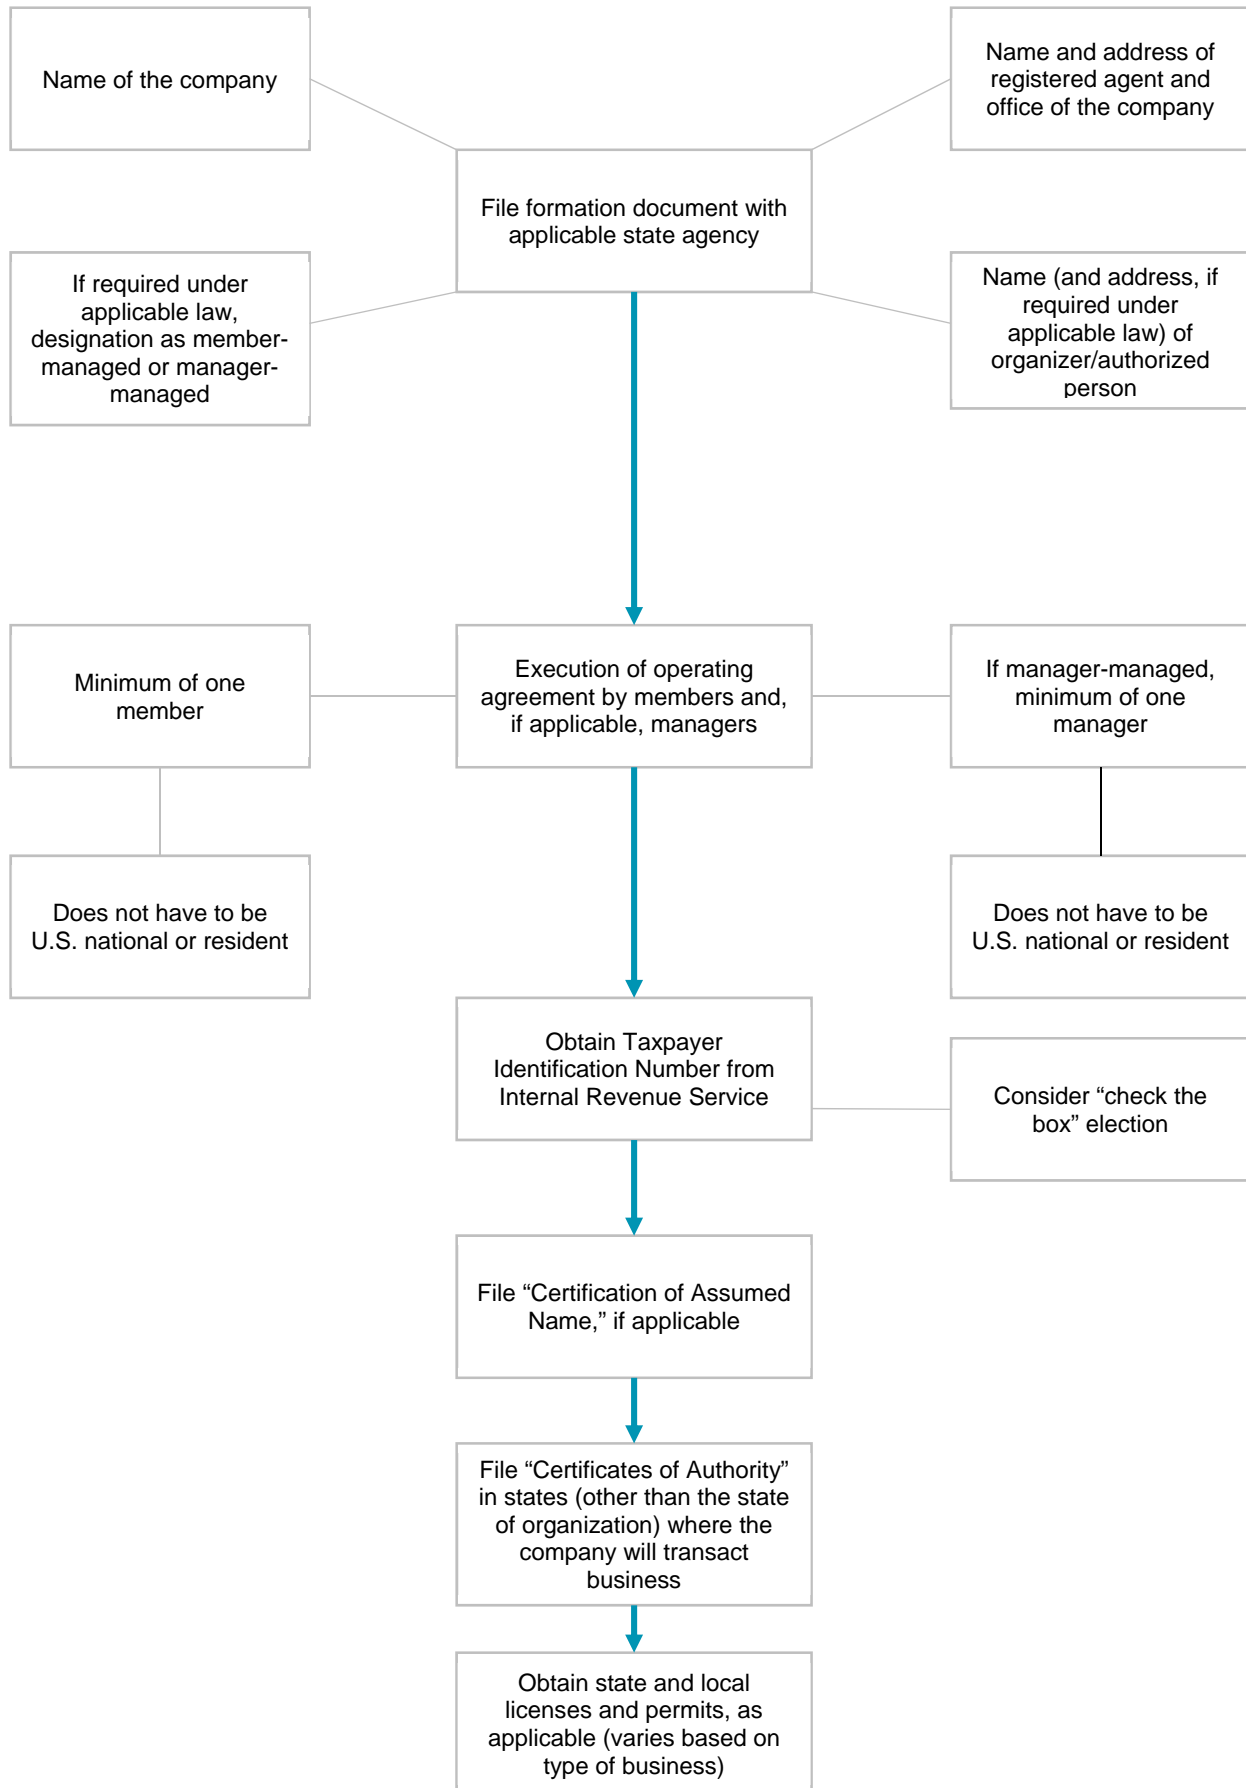 Name of the company
Name and address of
registered agent and
office of the company
File formation document with
applicable state agency
If required under
applicable law,
designation as member-
managed or manager-
managed
Name (and address, if
required under
applicable law) of
organizer/authorized
person
Minimum of one
member
Execution of operating
agreement by members and,
if applicable, managers
If manager-managed,
minimum of one
manager
Does not have to be
U.S. national or resident
Does not have to be
U.S. national or resident
Obtain Taxpayer
Identification Number from
Internal Revenue Service
Consider “check the
box” election
File “Certification of Assumed
Name,” if applicable
File “Certificates of Authority”
in states (other than the state
of organization) where the
company will transact
business
Obtain state and local
licenses and permits, as
applicable (varies based on
type of business)